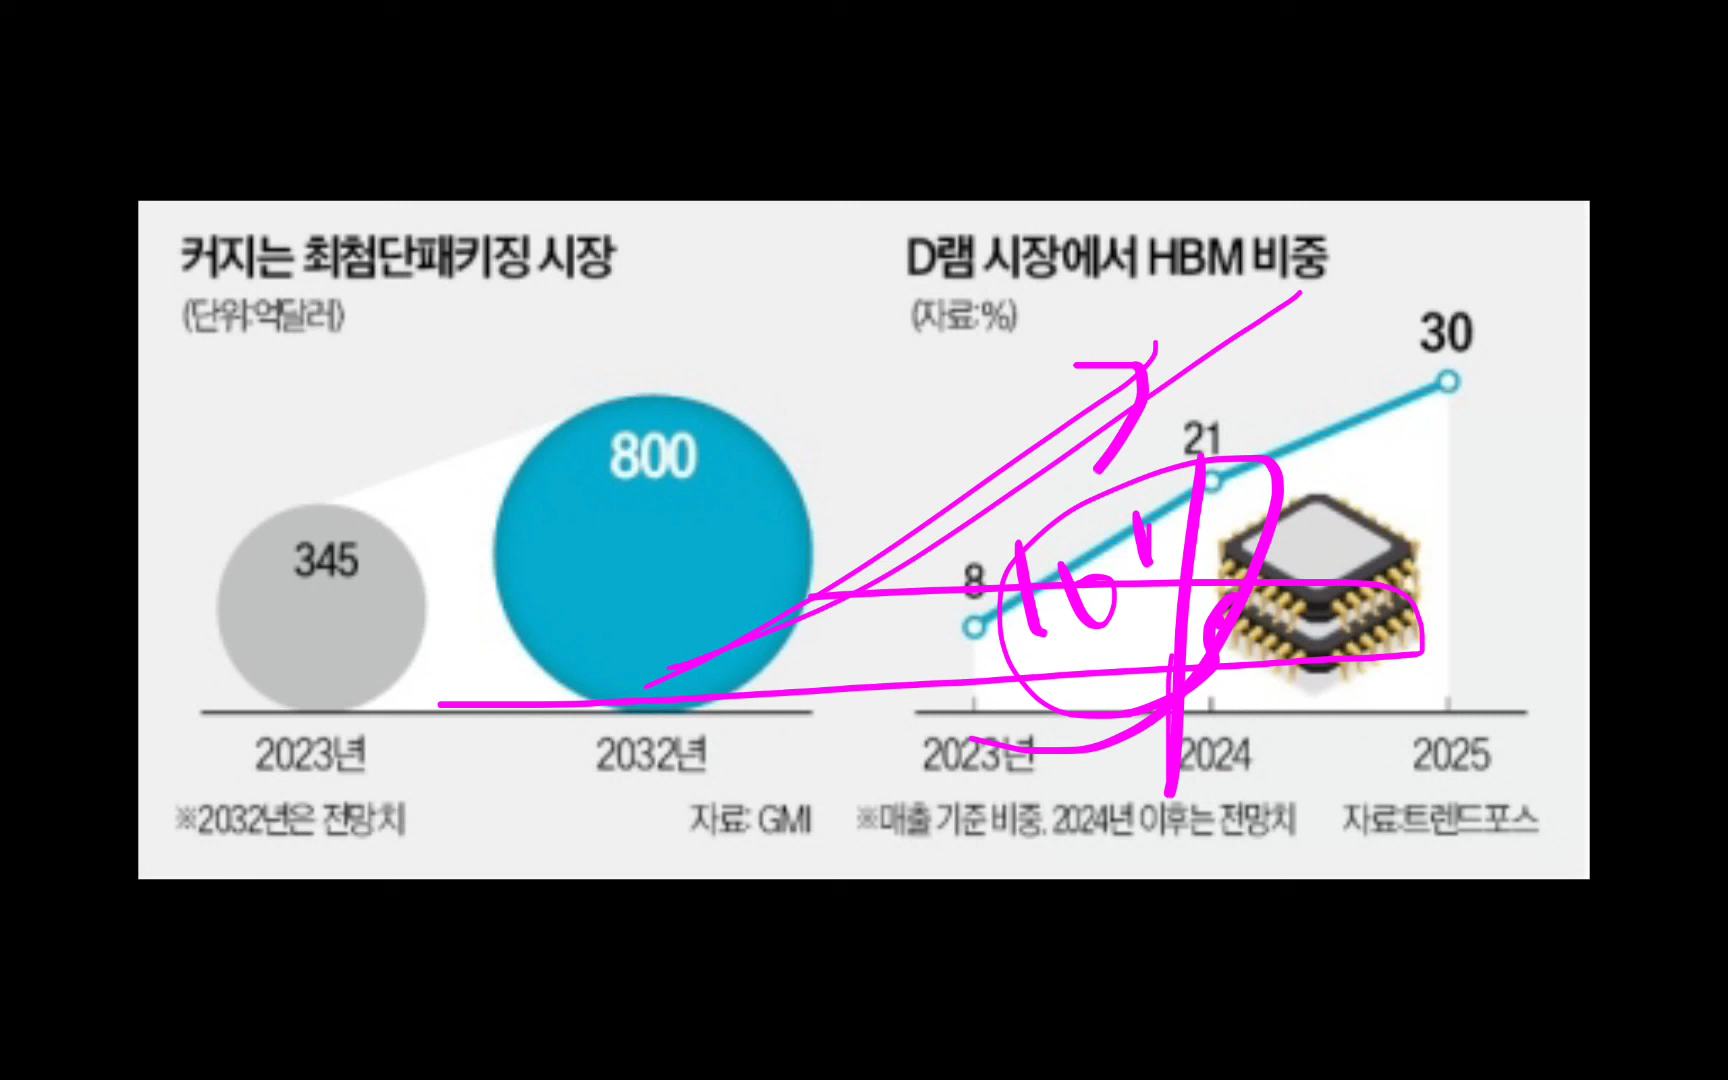 커지는 최첨단패키징 시장
(단위:억달러)
345
800
2023년
2032년
※2032년은 전망치
자료: GMI
D램 시장에서 HBM 비중
(자료:%)
8
21
30
2023년
2024
2025
※매출 기준 비중, 2024년 이후는 전망치
자료:트렌드포스